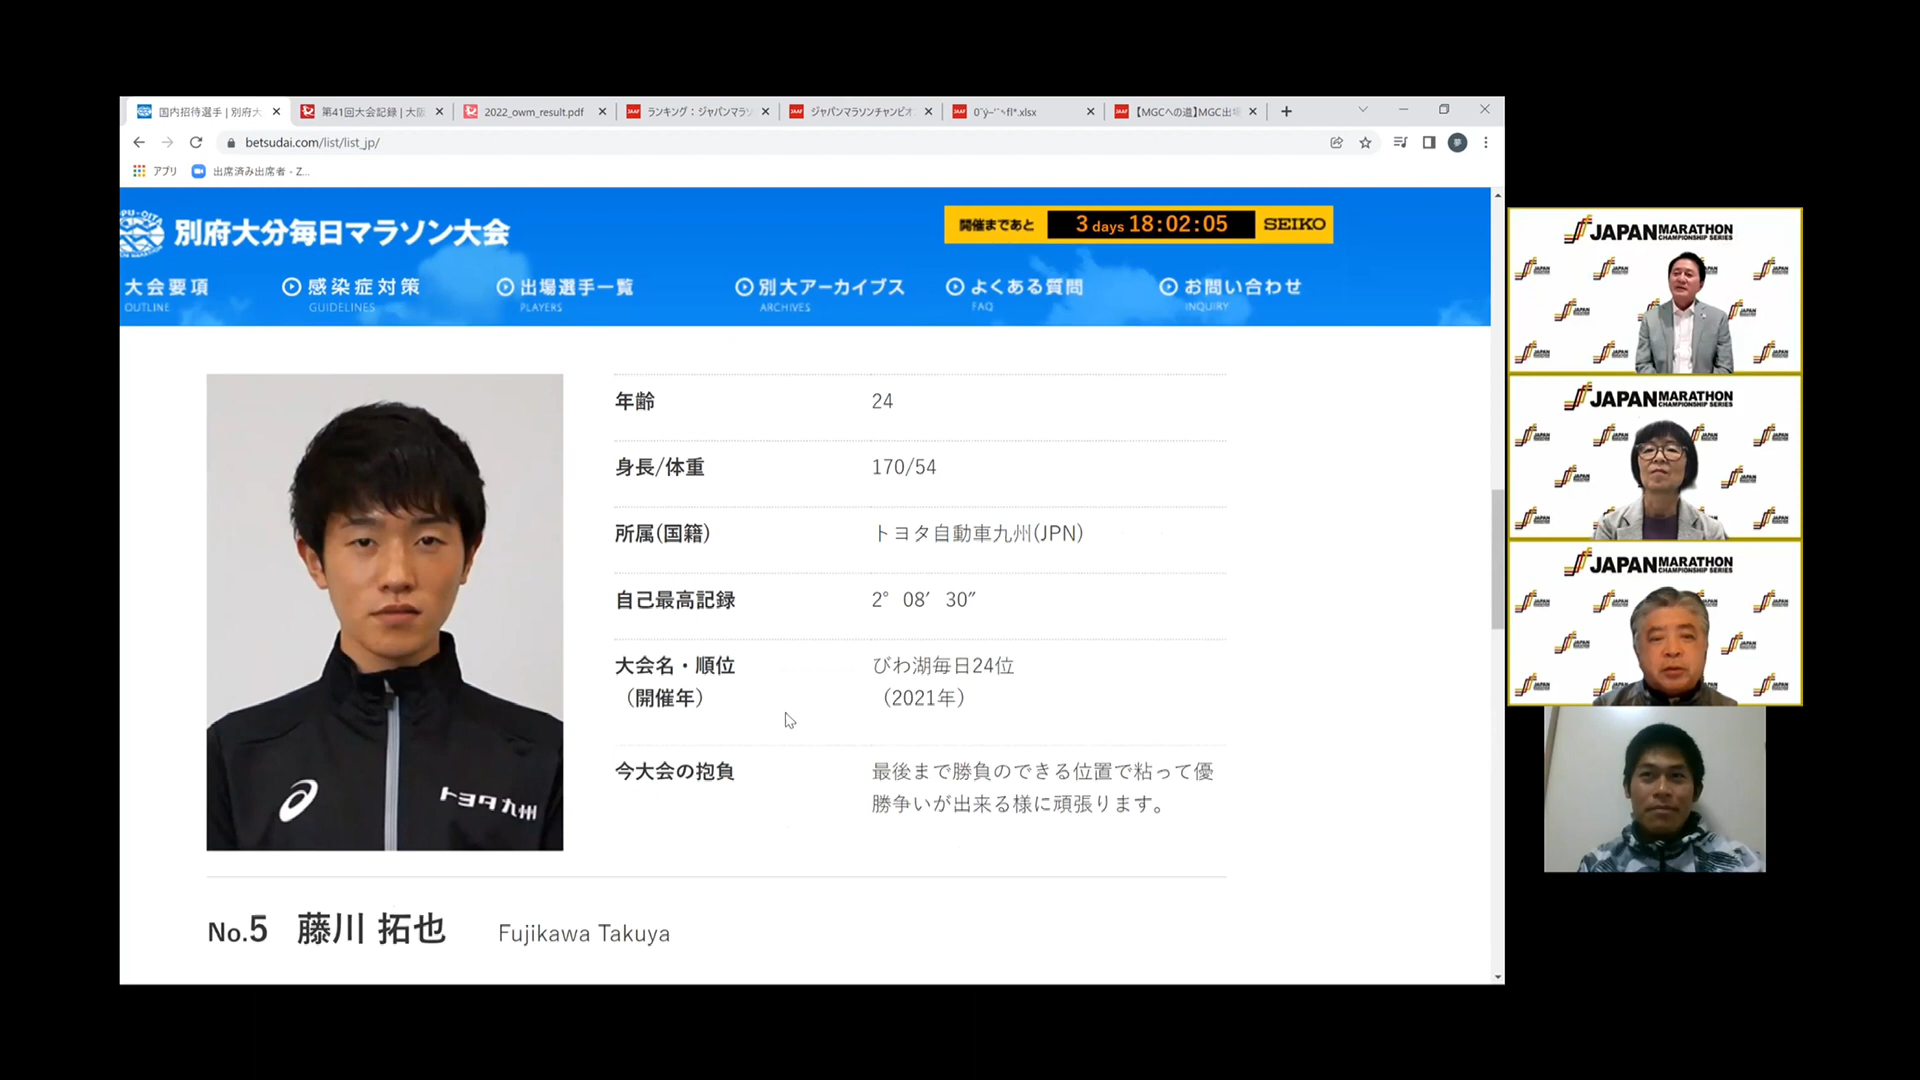 国内招待選手 | 別府大
第41回大会記録 | 大阪
2022_owm_result.pdf
ランキング：ジャパンマラソ
ジャパンマラソンチャンピオ
【MGCへの道】MGC出場
betsudai.com/list/list_jp/
アプリ
出席済み出席者 - Z...
別府大分毎日マラソン大会
開催まであと 3 days 18:02:05 SEIKO
大会要項 感染症対策 出場選手一覧 別大アーカイブス よくある質問 お問い合わせ
OUTLINE GUIDELINES PLAYERS ARCHIVES FAQ INQUIRY
年齢 24
身長/体重 170/54
所属(国籍) トヨタ自動車九州(JPN)
自己最高記録 2° 08′ 30″
大会名・順位 びわ湖毎日24位
（開催年） （2021年）
今大会の抱負 最後まで勝負のできる位置で粘って優
勝争いが出来る様に頑張ります。
トヨタ九州
No.5 藤川 拓也 Fujikawa Takuya
JAPAN MARATHON
CHAMPIONSHIP SERIES
JAPAN MARATHON
CHAMPIONSHIP SERIES
JAPAN MARATHON
CHAMPIONSHIP SERIES